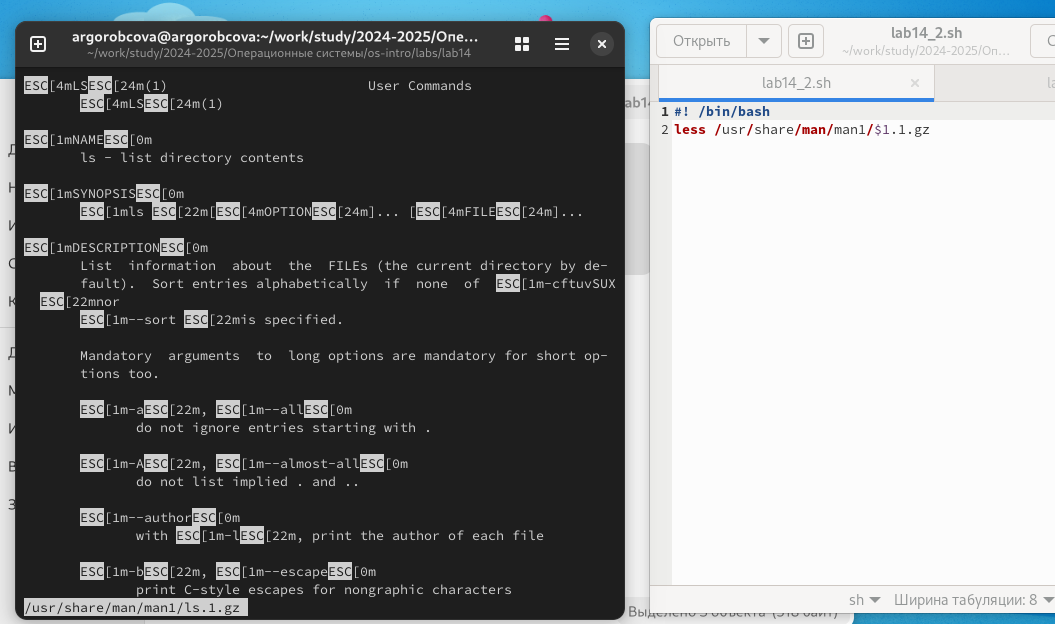 argorobcova@argorobcova:~/work/study/2024-2025/Опе...
~/work/study/2024-2025/Операционные системы/os-intro/labs/lab14
ESC[4mLSESC[24m(1)                         User Commands
       ESC[4mLSESC[24m(1)
ESC[1mNAMEESC[0m
       ls - list directory contents
ESC[1mSYNOPSISESC[0m
       ESC[1mls ESC[22m[ESC[4mOPTIONESC[24m]... [ESC[4mFILEESC[24m]...
ESC[1mDESCRIPTIONESC[0m
       List  information  about  the  FILEs (the current directory by de-
       fault).  Sort entries alphabetically  if  none  of  ESC[1m-cftuvSUX
  ESC[22mnor
       ESC[1m--sort ESC[22mis specified.
       Mandatory  arguments  to  long options are mandatory for short op-
       tions too.
       ESC[1m-aESC[22m, ESC[1m--allESC[0m
              do not ignore entries starting with .
       ESC[1m-AESC[22m, ESC[1m--almost-allESC[0m
              do not list implied . and ..
       ESC[1m--authorESC[0m
              with ESC[1m-lESC[22m, print the author of each file
       ESC[1m-bESC[22m, ESC[1m--escapeESC[0m
              print C-style escapes for nongraphic characters
/usr/share/man/man1/ls.1.gz
Открыть
lab14_2.sh
~/work/study/2024-2025/Оп...
lab14_2.sh
1 #! /bin/bash
2 less /usr/share/man/man1/$1.1.gz
sh
Ширина табуляции: 8